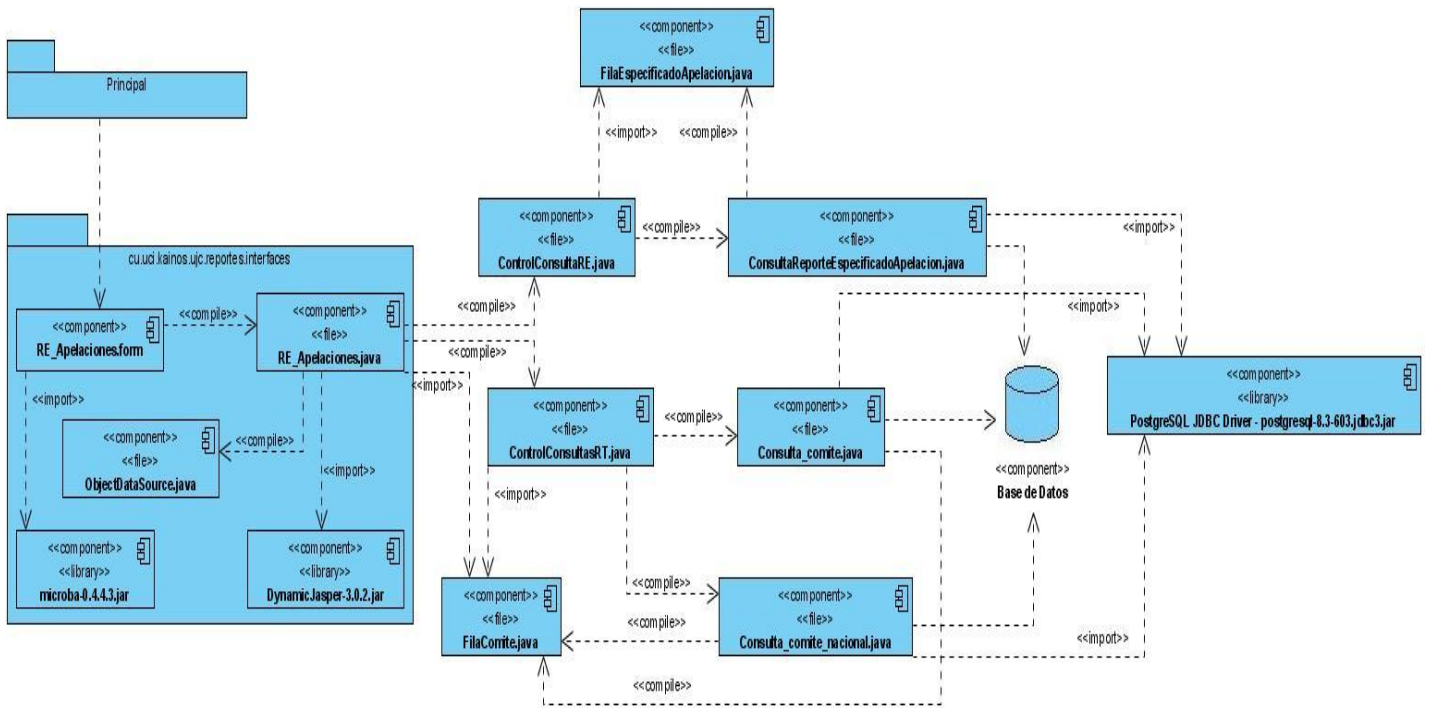 <<component>>
<<file>>
FilaEspecificadoApelacion.java
Principal
<<import>>
<<compile>>
<<component>>
<<file>>
ControlConsultaRE.java
<<compile>>
<<component>>
<<file>>
ConsultaReporteEspecificadoApelacion.java
<<import>>
cu.uci.kainos.ujc.reportes.interfaces
<<component>>
RE_Apelaciones.form
<<compile>>
<<component>>
<<file>>
RE_Apelaciones.java
<<compile>>
<<compile>>
<<import>>
<<import>>
<<import>>
<<component>>
<<file>>
ObjectDataSource.java
<<compile>>
<<import>>
<<component>>
<<library>>
microba-0.4.4.3.jar
<<component>>
<<library>>
DynamicJasper-3.0.2.jar
<<component>>
<<file>>
ControlConsultasRT.java
<<compile>>
<<component>>
<<file>>
Consulta_comite.java
<<component>>
Base de Datos
<<component>>
<<library>>
PostgreSQL JDBC Driver - postgresql-8.3-603.jdbc3.jar
<<import>>
<<component>>
<<file>>
FilaComite.java
<<compile>>
<<compile>>
<<component>>
<<file>>
Consulta_comite_nacional.java
<<import>>
<<compile>>